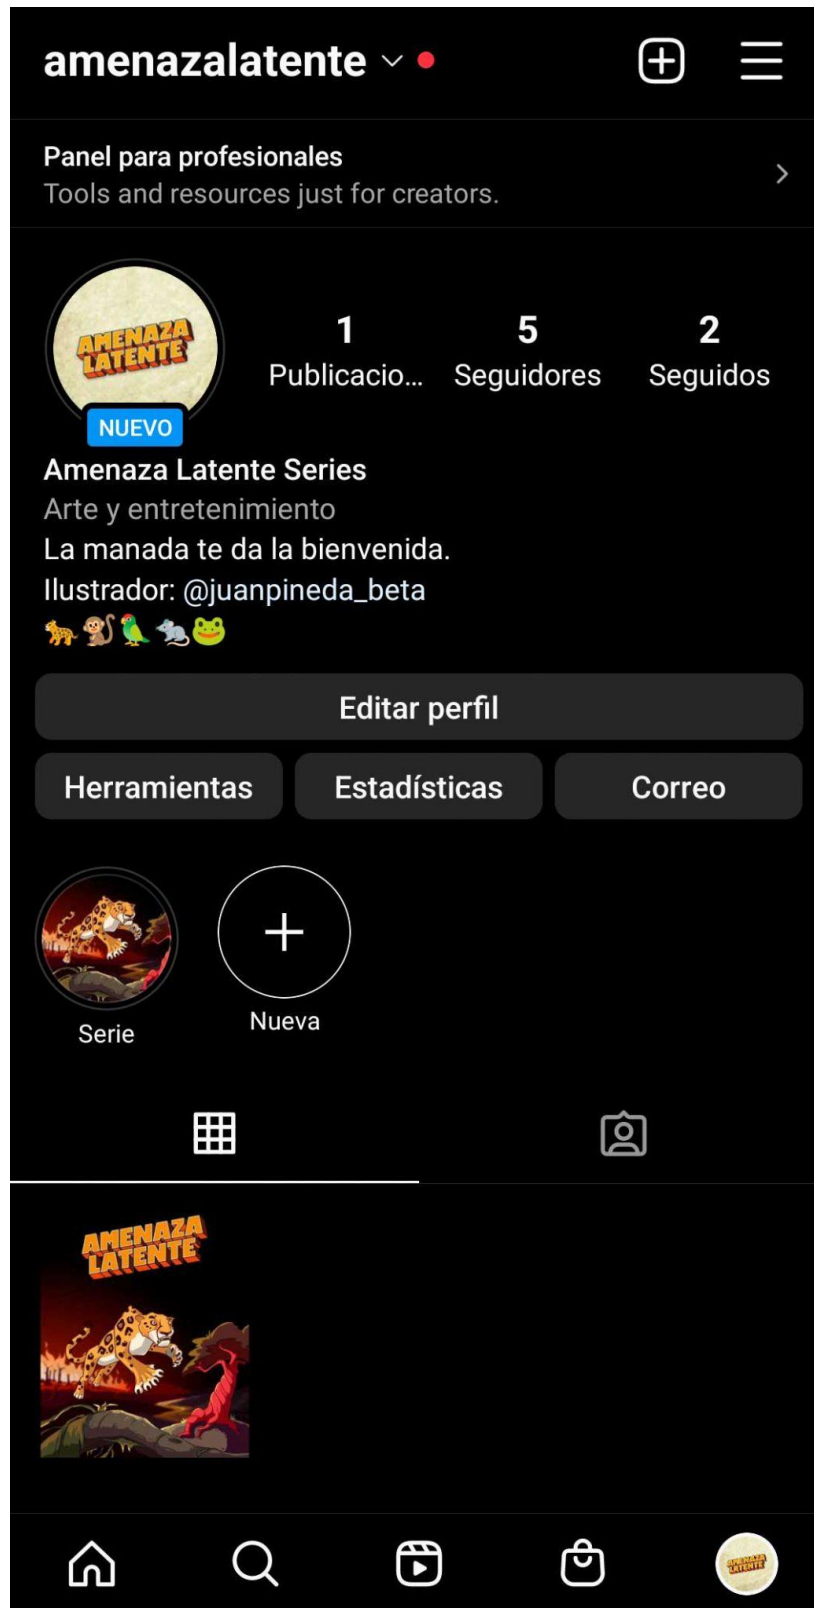 amenazalatente
Panel para profesionales
Tools and resources just for creators.
AMENAZA
LATENTE
NUEVO
1
Publicacio...
5
Seguidores
2
Seguidos
Amenaza Latente Series
Arte y entretenimiento
La manada te da la bienvenida.
Ilustrador: @juanpineda_beta
Editar perfil
Herramientas
Estadísticas
Correo
Serie
Nueva
AMENAZA
LATENTE
AMENAZA
LATENTE